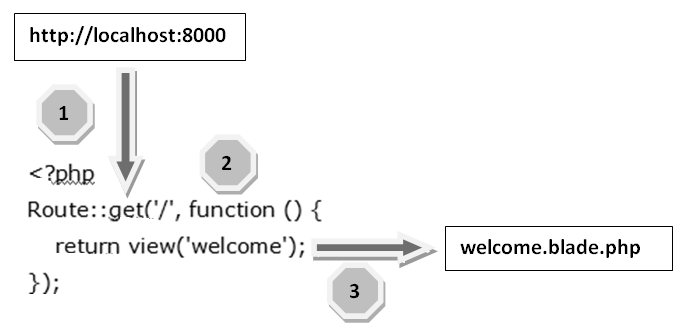 http://localhost:8000
1
2
<?php
Route::get('/', function () {
return view('welcome');
welcome.blade.php
});
3